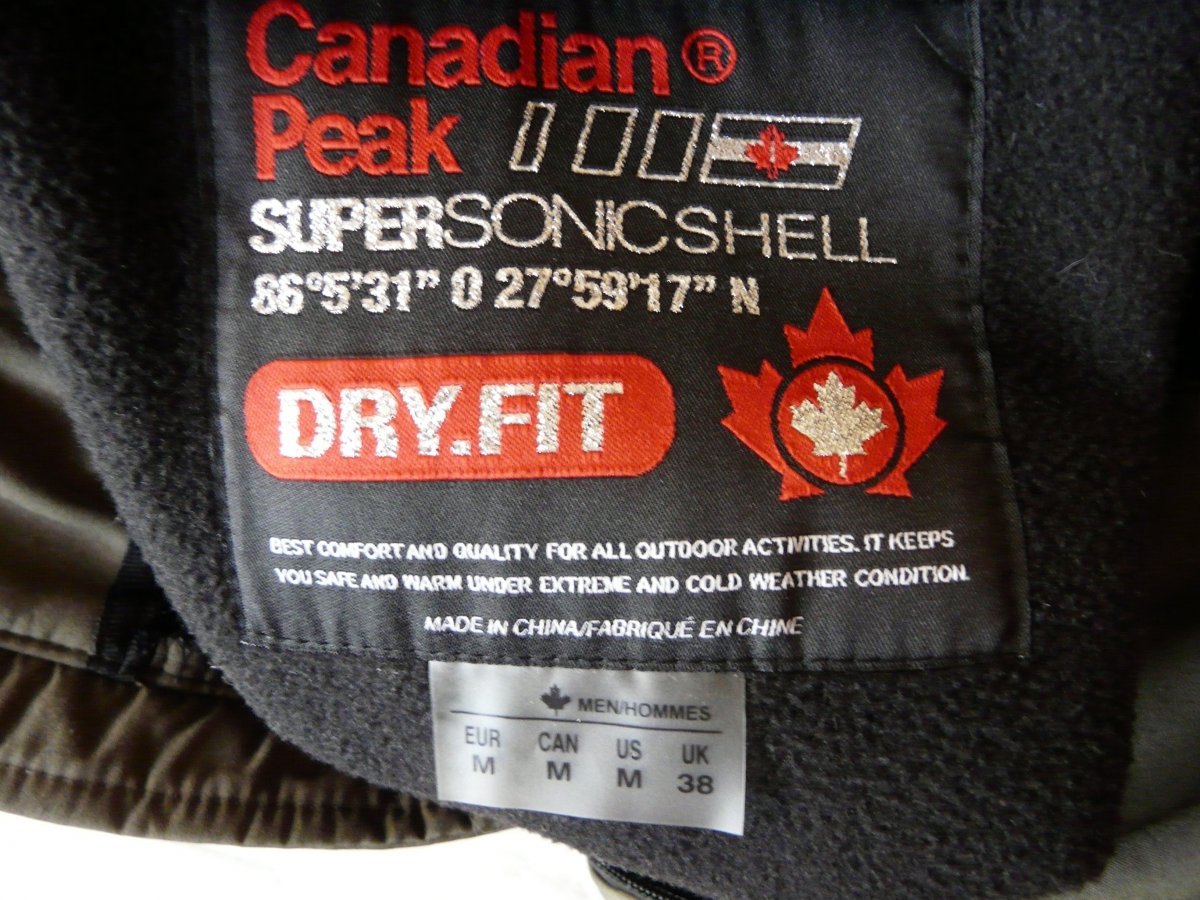 Canadian®
Peak
SUPERSONICSHELL
86°5'31” O 27°59'17” N
DRY.FIT
BEST COMFORT AND QUALITY FOR ALL OUTDOOR ACTIVITIES. IT KEEPS
YOU SAFE AND WARM UNDER EXTREME AND COLD WEATHER CONDITION.
MADE IN CHINA/FABRIQUÉ EN CHINE
MEN/HOMMES
EUR CAN US UK
M M M 38